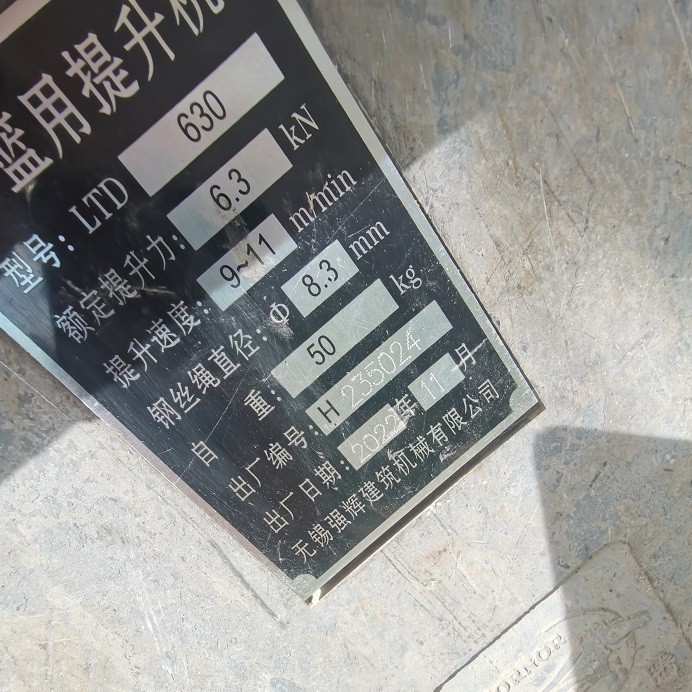 篮用提升机
型号: LTD 630
额定提升力: 6.3 kN
提升速度: 9~11 m/min
钢丝绳直径: Φ 8.3 mm
自 重: 50 kg
出厂编号: H 235024
出厂日期: 2022年 11 月
无锡强辉建筑机械有限公司